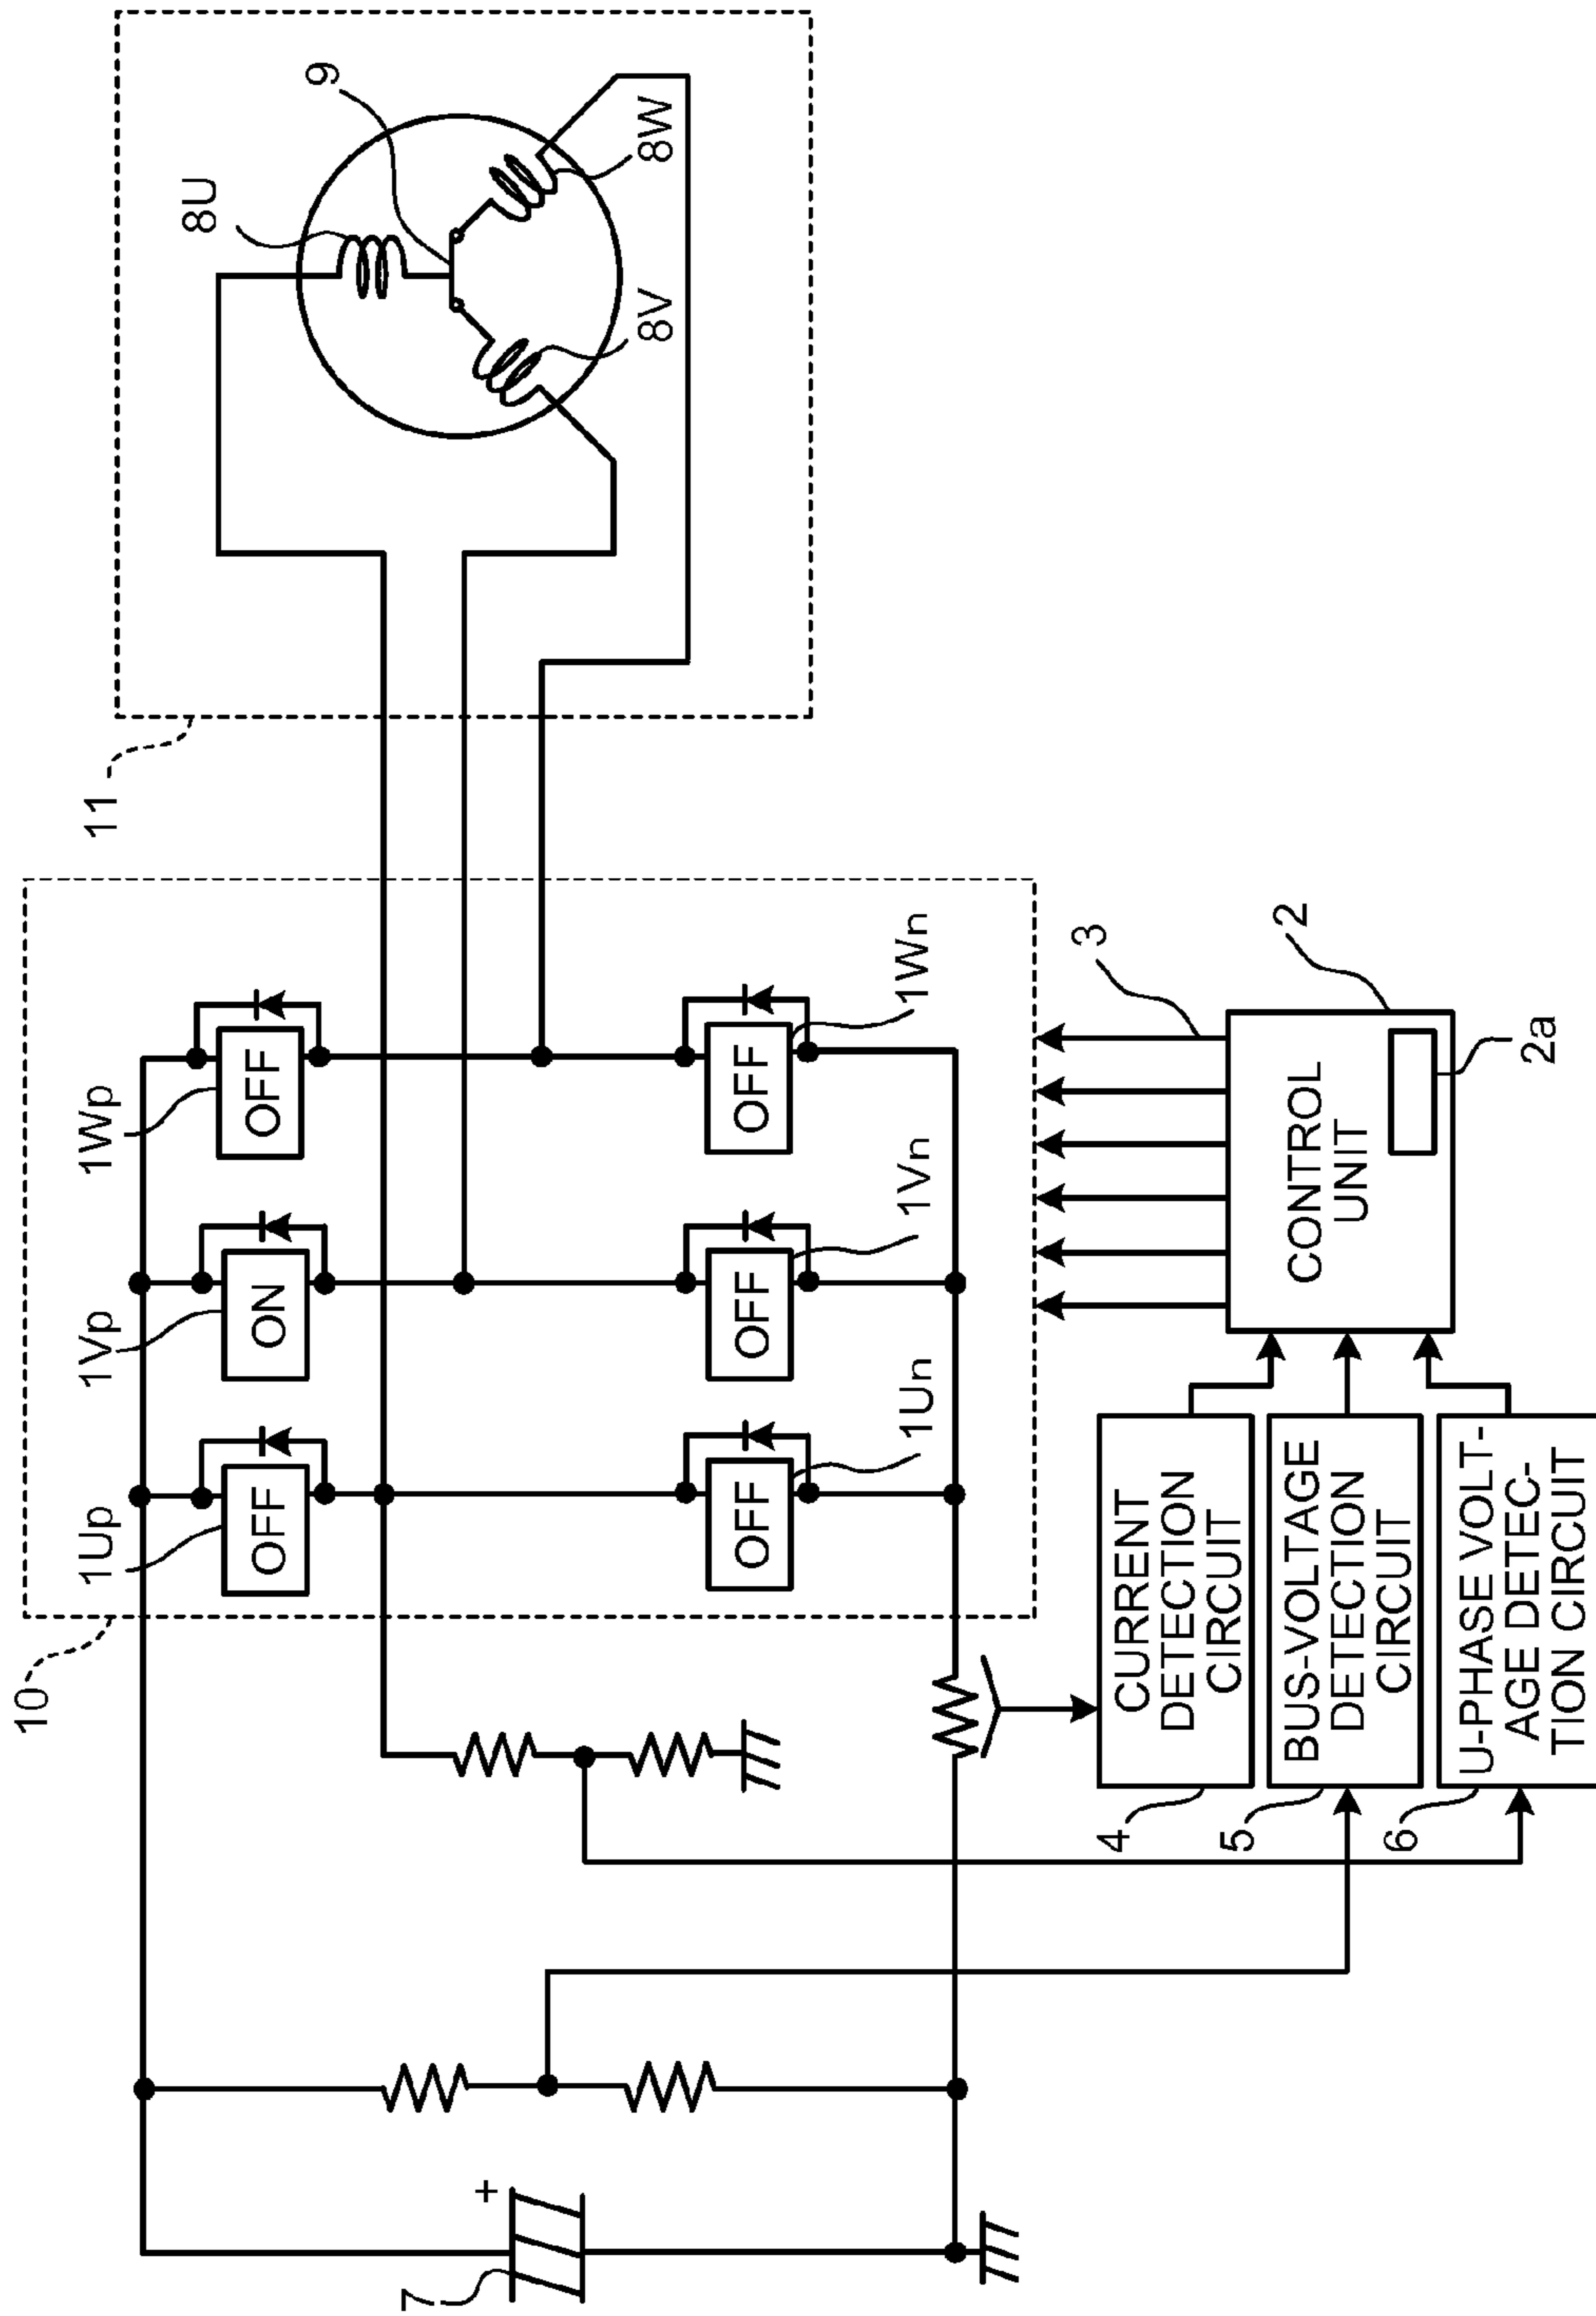 10
11
1Up
1Vp
1Wp
8U
9
OFF
ON
OFF
8V
8W
7
+
OFF
OFF
OFF
1Un
1Vn
1Wn
3
4
CURRENT
DETECTION
CIRCUIT
5
BUS-VOLTAGE
DETECTION
CIRCUIT
6
U-PHASE VOLT-
AGE DETEC-
TION CIRCUIT
CONTROL
UNIT
2
2a